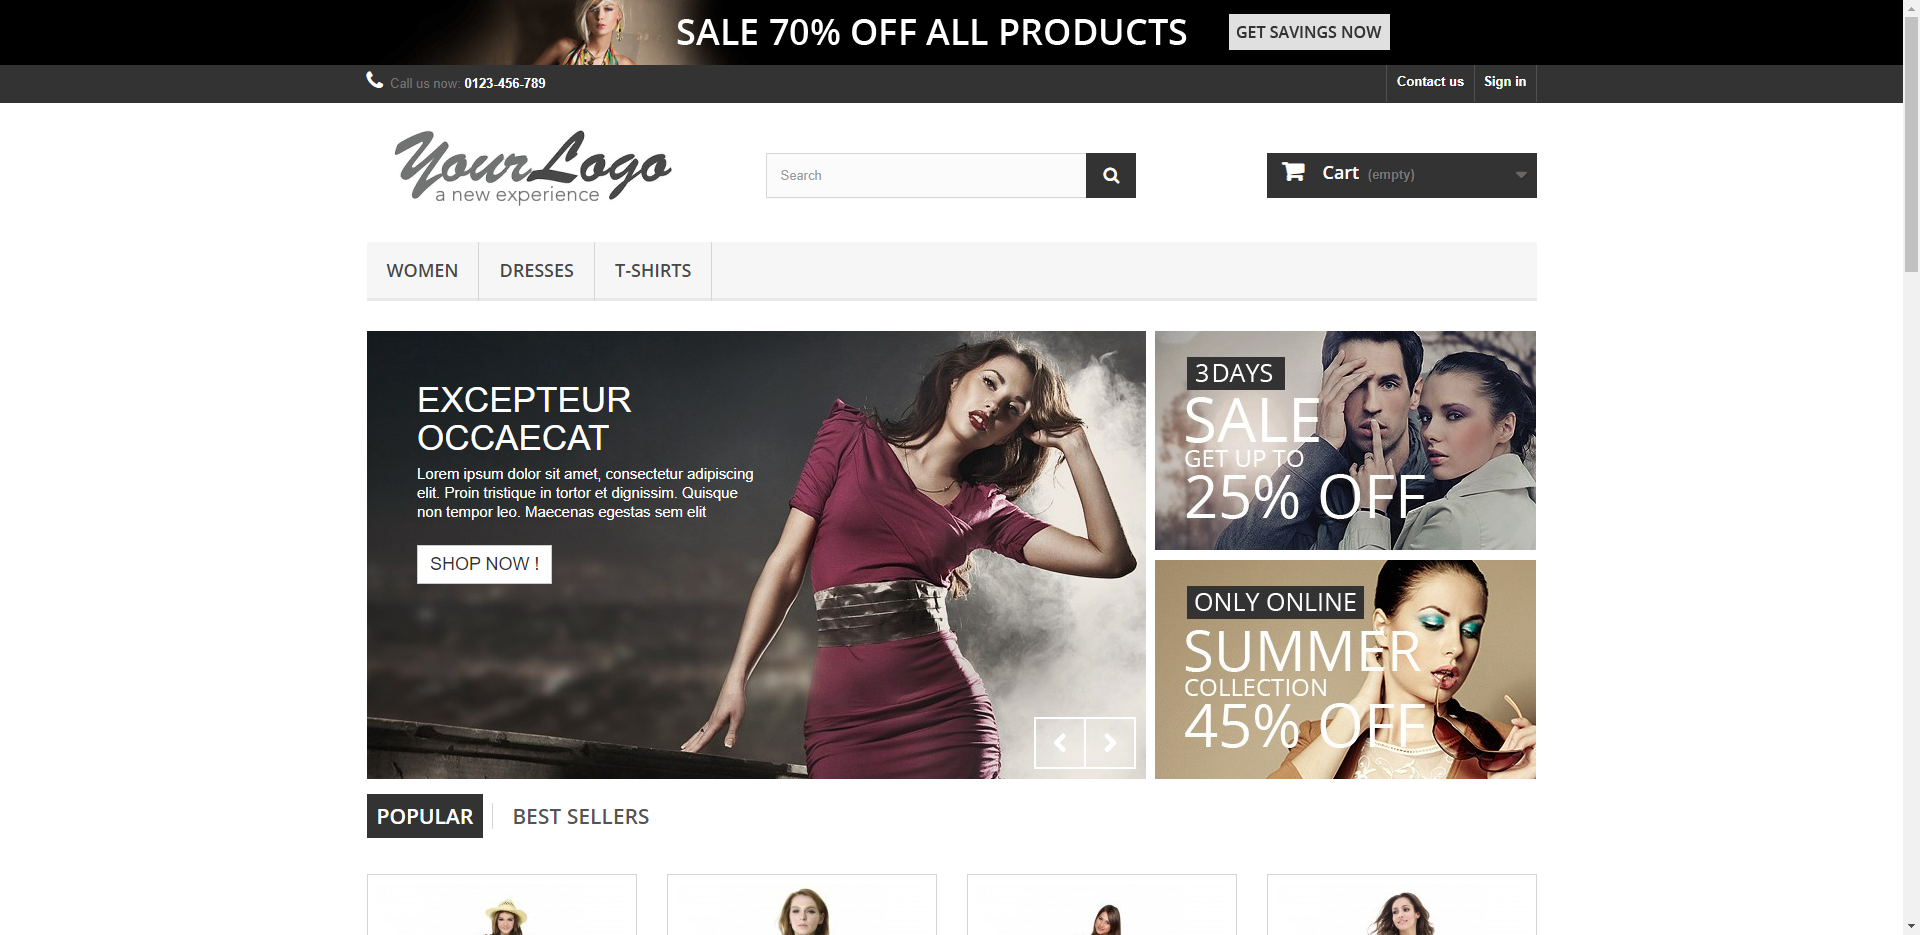 SALE 70% OFF ALL PRODUCTS
GET SAVINGS NOW
Call us now: 0123-456-789
Contact us
Sign in
YourLogo
a new experience
Search
Cart (empty)
WOMEN
DRESSES
T-SHIRTS
EXCEPTEUR
OCCAECAT
Lorem ipsum dolor sit amet, consectetur adipiscing
elit. Proin tristique in tortor et dignissim. Quisque
non tempor leo. Maecenas egestas sem elit
SHOP NOW !
3DAYS
SALE
GET UP TO
25% OFF
ONLY ONLINE
SUMMER
COLLECTION
45% OFF
POPULAR
BEST SELLERS